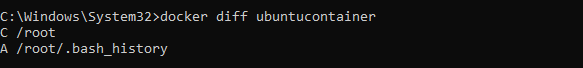 C:\Windows\System32>docker diff ubuntucontainer
C /root
A /root/.bash_history